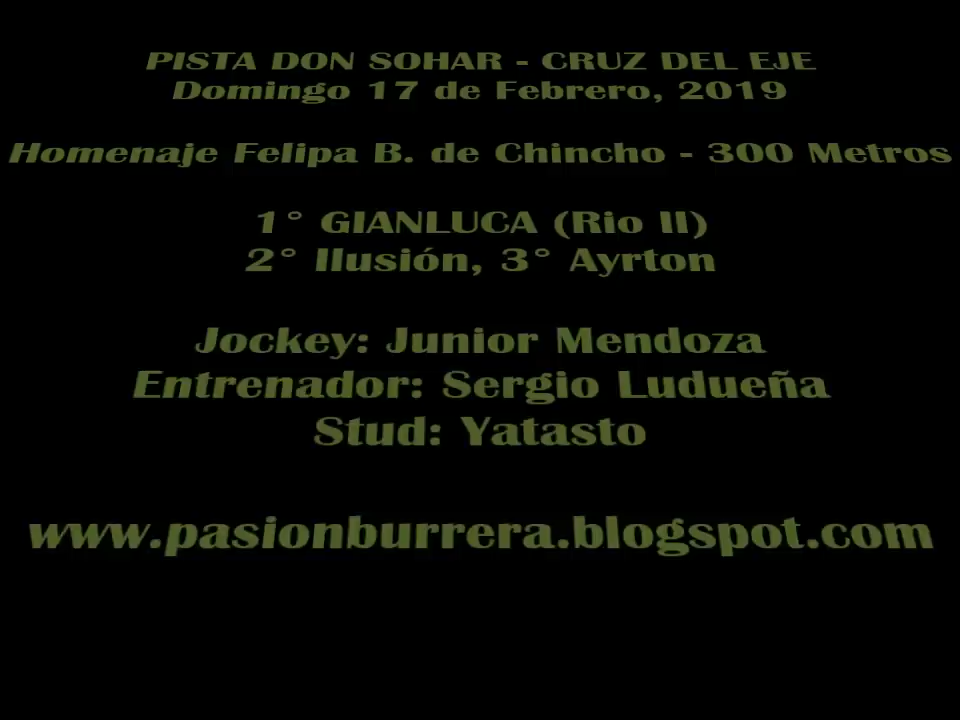 PISTA DON SOHAR - CRUZ DEL EJE
Domingo 17 de Febrero, 2019
Homenaje Felipa B. de Chincho - 300 Metros
1° GIANLUCA (Rio II)
2° Ilusión, 3° Ayrton
Jockey: Junior Mendoza
Entrenador: Sergio Ludueña
Stud: Yatasto
www.pasionburrera.blogspot.com